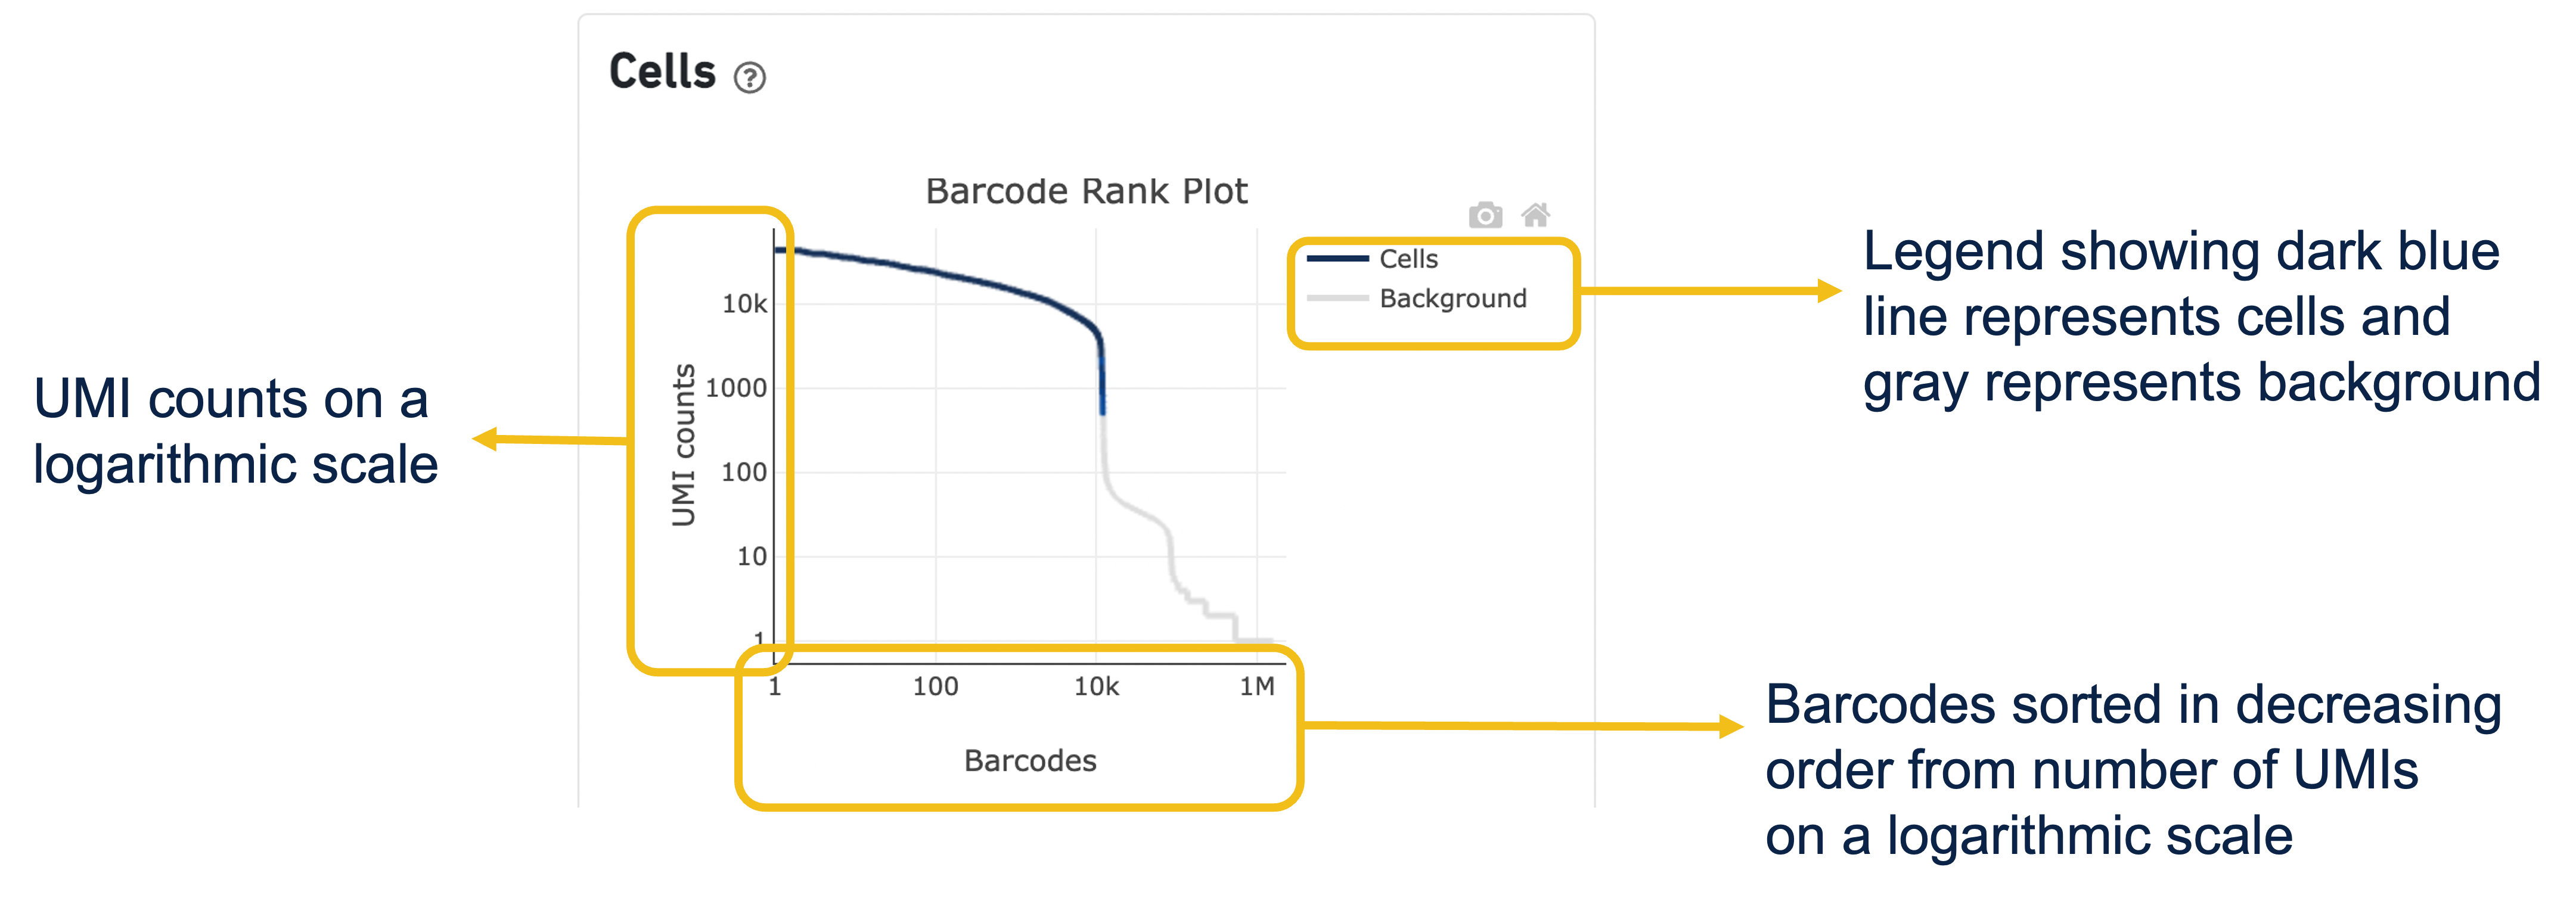 Cells ?
Barcode Rank Plot
Cells
Background
10k
1000
100
10
1
UMI counts
1
100
10k
1M
Barcodes
UMI counts on a
logarithmic scale
Legend showing dark blue
line represents cells and
gray represents background
Barcodes sorted in decreasing
order from number of UMIs
on a logarithmic scale